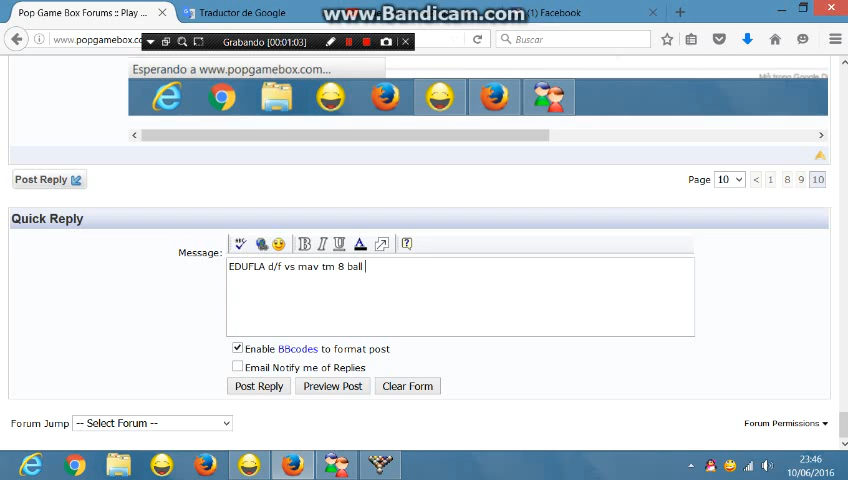 www.Bandicam.com
Pop Game Box Forums :: Play ...
Traductor de Google
(1) Facebook
www.popgamebox.c
Grabando [00:01:03]
Buscar
Esperando a www.popgamebox.com...
Post Reply
Page 10 < 1 8 9 10
Quick Reply
Message:
B I U A
EDUFLA d/f vs mav tm 8 ball
Enable BBcodes to format post
Email Notify me of Replies
Post Reply Preview Post Clear Form
Forum Jump -- Select Forum --
Forum Permissions
23:46
10/06/2016